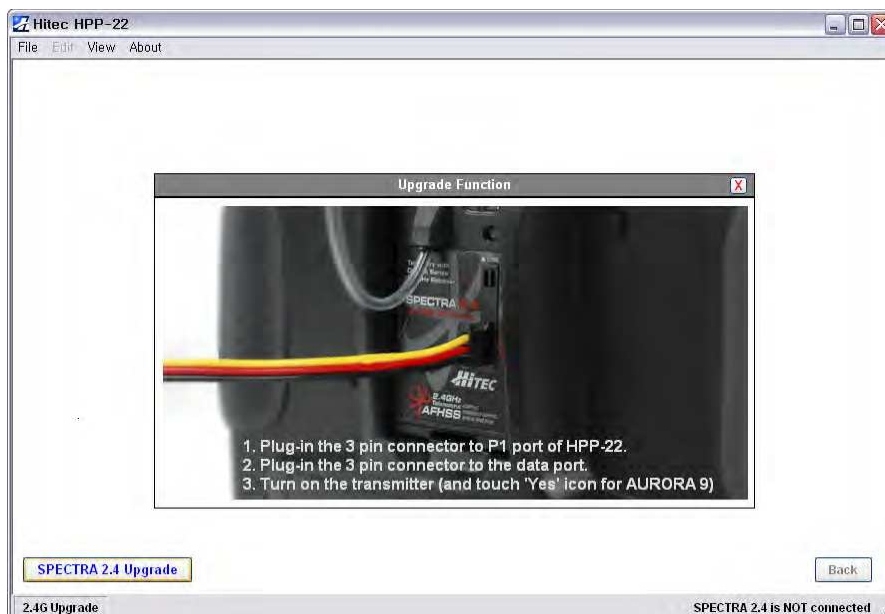 Hitec HPP-22
File Edit View About
Upgrade Function
X
SPECTRA 2.4
HiTEC
2.4GHz
AFHSS
1. Plug-in the 3 pin connector to P1 port of HPP-22.
2. Plug-in the 3 pin connector to the data port.
3. Turn on the transmitter (and touch 'Yes' icon for AURORA 9)
SPECTRA 2.4 Upgrade
Back
2.4G Upgrade
SPECTRA 2.4 is NOT connected